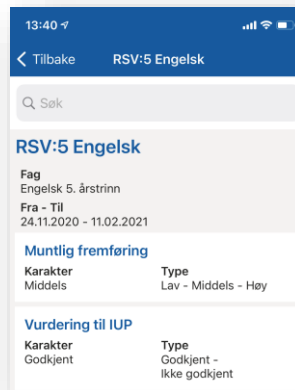 13:40
Tilbake RSV:5 Engelsk
Søk
RSV:5 Engelsk
Fag
Engelsk 5. årstrinn
Fra - Til
24.11.2020 - 11.02.2021
Muntlig fremføring
Karakter Type
Middels Lav - Middels - Høy
Vurdering til IUP
Karakter Type
Godkjent Godkjent -
Ikke godkjent